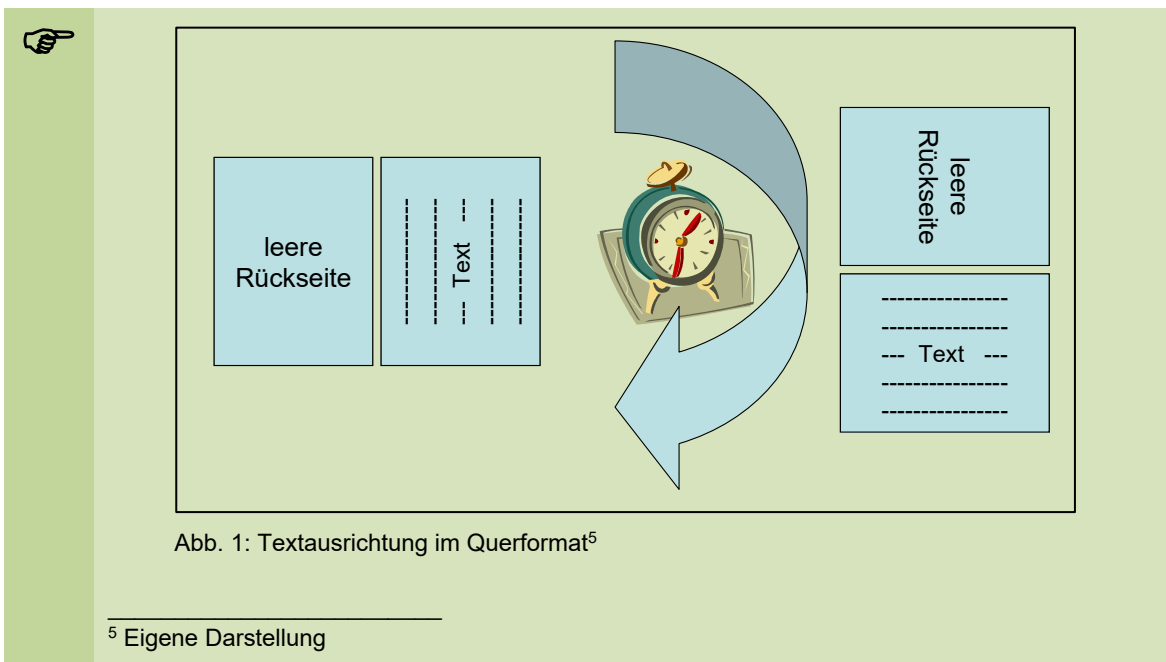 leere
Rückseite
--- Text ---
leere
Rückseite
----------------
----------------
--- Text ---
----------------
----------------
Abb. 1: Textausrichtung im Querformat⁵
⁵ Eigene Darstellung